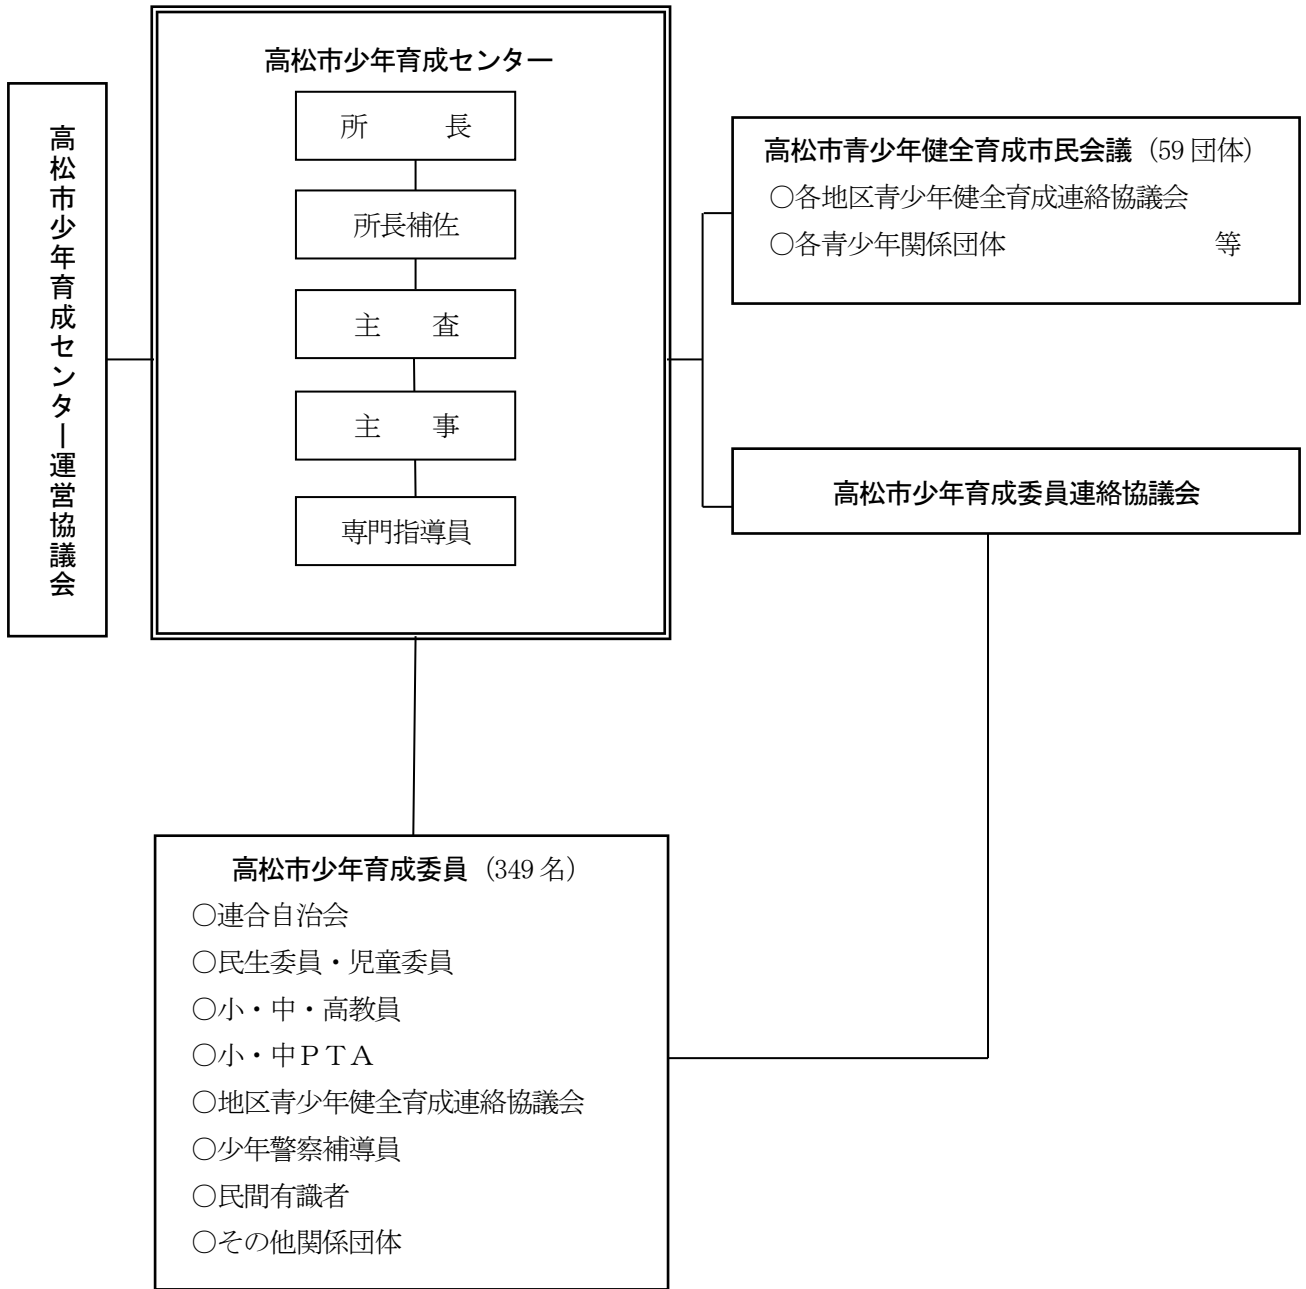 高松市少年育成センター運営協議会
高松市少年育成センター
所　　　長
所長補佐
主　　査
主　　事
専門指導員
高松市青少年健全育成市民会議（59団体）
○各地区青少年健全育成連絡協議会
○各青少年関係団体　　　　　　　　等
高松市少年育成委員連絡協議会
高松市少年育成委員（349名）
○連合自治会
○民生委員・児童委員
○小・中・高教員
○小・中ＰＴＡ
○地区青少年健全育成連絡協議会
○少年警察補導員
○民間有識者
○その他関係団体